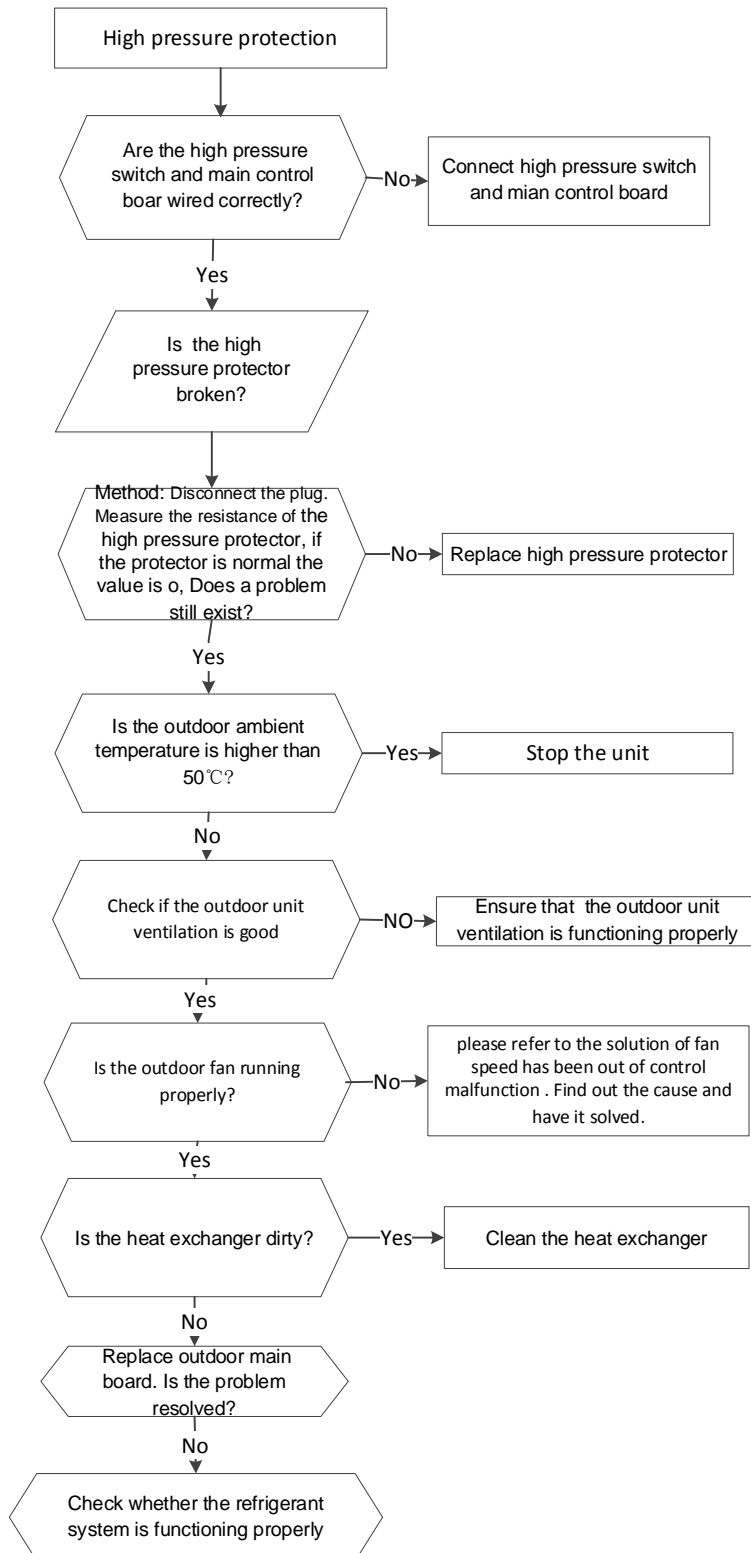 High pressure protection
Are the high pressure
switch and main control
boar wired correctly?
No
Connect high pressure switch
and mian control board
Yes
Is the high
pressure protector
broken?
Method: Disconnect the plug.
Measure the resistance of the
high pressure protector, if
the protector is normal the
value is o, Does a problem
still exist?
No
Replace high pressure protector
Yes
Is the outdoor ambient
temperature is higher than
50℃?
Yes
Stop the unit
No
Check if the outdoor unit
ventilation is good
NO
Ensure that the outdoor unit
ventilation is functioning properly
Yes
Is the outdoor fan running
properly?
No
please refer to the solution of fan
speed has been out of control
malfunction . Find out the cause and
have it solved.
Yes
Is the heat exchanger dirty?
Yes
Clean the heat exchanger
No
Replace outdoor main
board. Is the problem
resolved?
No
Check whether the refrigerant
system is functioning properly